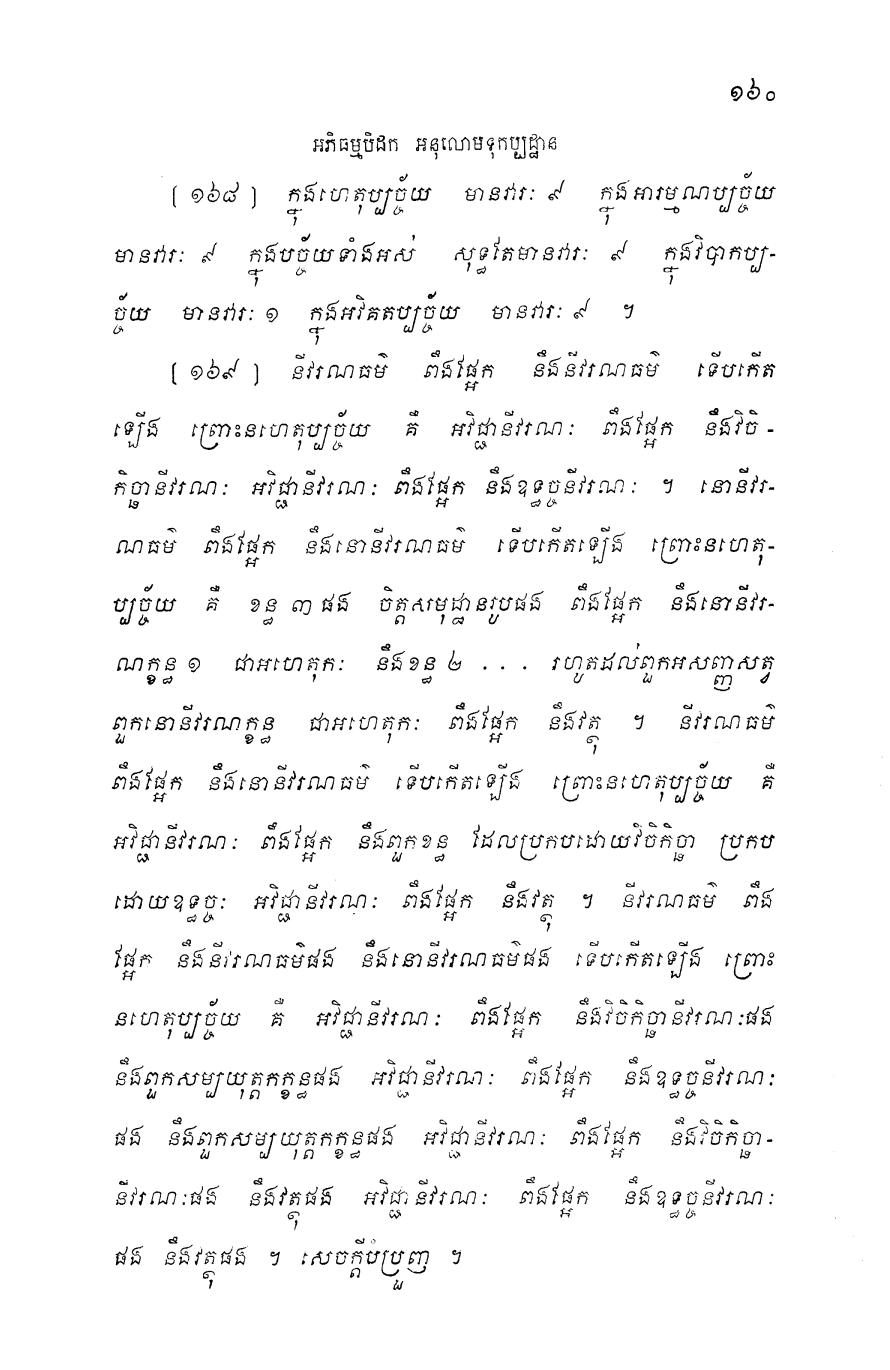 ១៦០
អភិធម្មបិដក អនុលោមទុកប្បដ្ឋាន
[ ១៦៨ ] ក្នុងហេតុប្បច្ច័យ មានវារៈ ៩ ក្នុងអារម្មណប្បច្ច័យ
មានវារៈ ៩ ក្នុងបច្ច័យទាំងអស់ សុទ្ធតែមានវារៈ ៩ ក្នុងវិបាកប្ប-
ច្ច័យ មានវារៈ ១ ក្នុងអវិគតប្បច្ច័យ មានវារៈ ៩ ។
[ ១៦៩ ] នីវរណធម៌ ពឹងផ្អែក នឹងនីវរណធម៌ ទើបកើត
ឡើង ព្រោះនហេតុប្បច្ច័យ គឺ អវិជ្ជានីវរណៈ ពឹងផ្អែក នឹងវិចិ -
កិច្ឆានីវរណៈ អវិជ្ជានីវរណៈ ពឹងផ្អែក នឹងឧទ្ធច្ចនីវរណៈ ។ នោនីវរ-
ណធម៌ ពឹងផ្អែក នឹងនោនីវរណធម៌ ទើបកើតឡើង ព្រោះនហេតុ-
ប្បច្ច័យ គឺ ខន្ធ ៣ ផង ចិត្តសមុដ្ឋានរូបផង ពឹងផ្អែក នឹងនោនីវរ-
ណក្ខន្ធ ១ ជាអហេតុកៈ នឹងខន្ធ ២ . . . រហូតដល់ពួកអសញ្ញសត្វ
ពួកនោនីវរណក្ខន្ធ ជាអហេតុកៈ ពឹងផ្អែក នឹងវត្ថុ ។ នីវរណធម៌
ពឹងផ្អែក នឹងនោនីវរណធម៌ ទើបកើតឡើង ព្រោះនហេតុប្បច្ច័យ គឺ
អវិជ្ជានីវរណៈ ពឹងផ្អែក នឹងពួកខន្ធ ដែលប្រកបដោយវិចិកិច្ឆា ប្រកប
ដោយឧទ្ធច្ចៈ អវិជ្ជានីវរណៈ ពឹងផ្អែក នឹងវត្ថុ ។ នីវរណធម៌ ពឹង
ផ្អែក នឹងនីវរណធម៌ផង នឹងនោនីវរណធម៌ផង ទើបកើតឡើង ព្រោះ
នហេតុប្បច្ច័យ គឺ អវិជ្ជានីវរណៈ ពឹងផ្អែក នឹងវិចិកិច្ឆានីវរណៈផង
នឹងពួកសម្បយុត្តកក្ខន្ធផង អវិជ្ជានីវរណៈ ពឹងផ្អែក នឹងឧទ្ធច្ចនីវរណៈ
ផង នឹងពួកសម្បយុត្តកក្ខន្ធផង អវិជ្ជានីវរណៈ ពឹងផ្អែក នឹងវិចិកិច្ឆា-
នីវរណៈផង នឹងវត្ថុផង អវិជ្ជានីវរណៈ ពឹងផ្អែក នឹងឧទ្ធច្ចនីវរណៈ
ផង នឹងវត្ថុផង ។ សេចក្តីបំប្រួញ ។